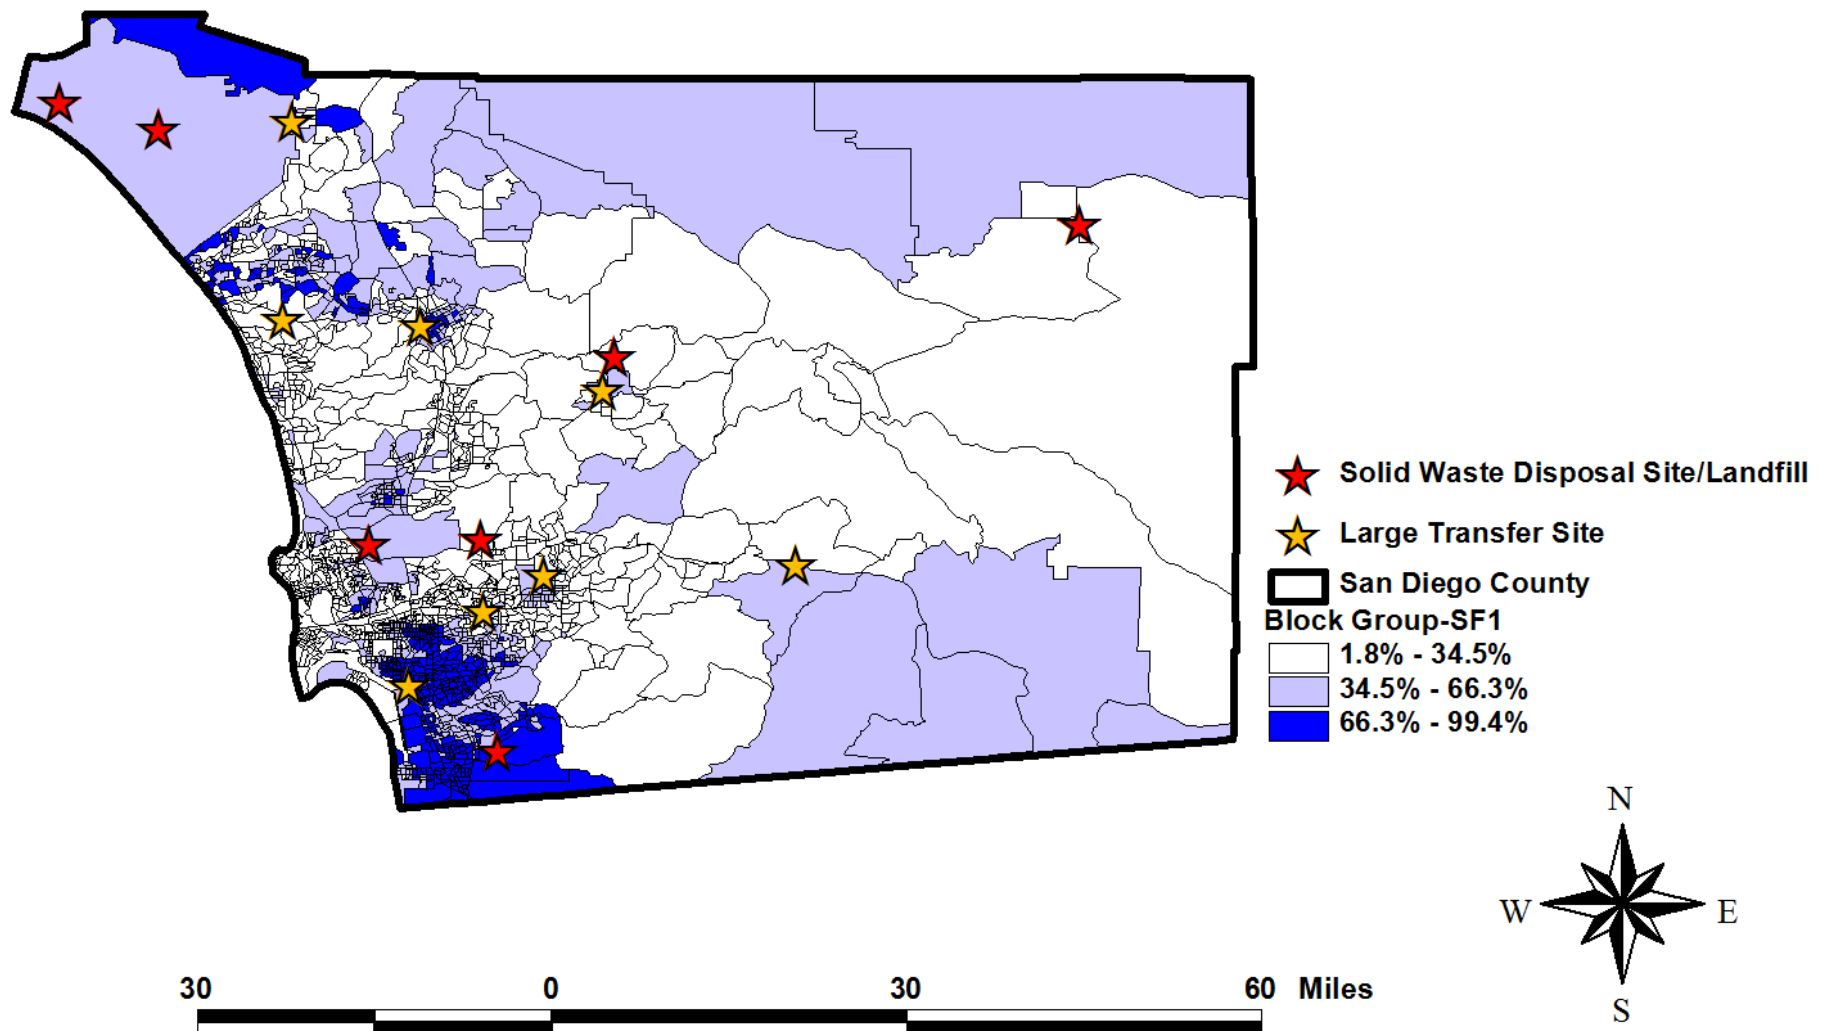 Solid Waste Disposal Site/Landfill
Large Transfer Site
San Diego County
Block Group-SF1
1.8% - 34.5%
34.5% - 66.3%
66.3% - 99.4%
N
W E
S
30 0 30 60 Miles